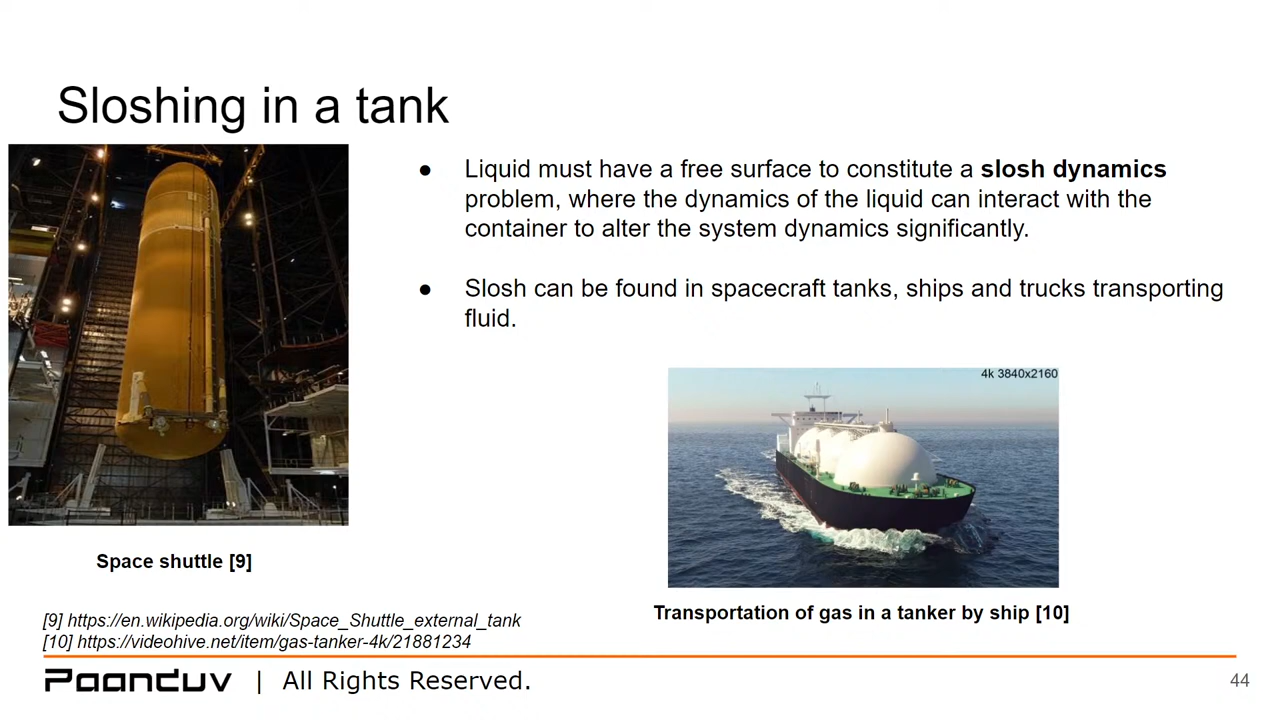 Sloshing in a tank
● Liquid must have a free surface to constitute a slosh dynamics
problem, where the dynamics of the liquid can interact with the
container to alter the system dynamics significantly.
● Slosh can be found in spacecraft tanks, ships and trucks transporting
fluid.
4k 3840x2160
Space shuttle [9]
Transportation of gas in a tanker by ship [10]
[9] https://en.wikipedia.org/wiki/Space_Shuttle_external_tank
[10] https://videohive.net/item/gas-tanker-4k/21881234
Paanduv | All Rights Reserved.
44